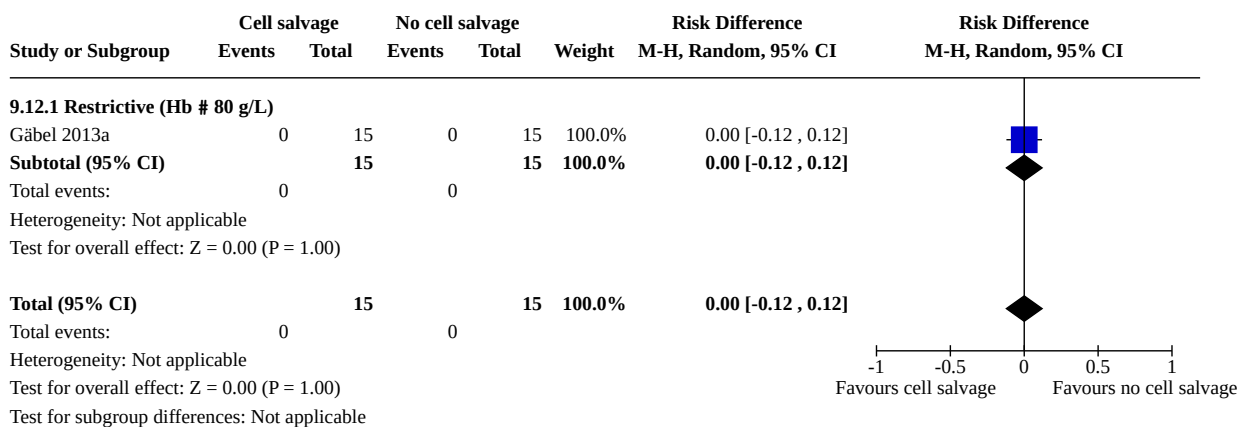 Cell salvage No cell salvage Risk Difference Risk Difference
Study or Subgroup Events Total Events Total Weight M-H, Random, 95% CI M-H, Random, 95% CI
9.12.1 Restrictive (Hb # 80 g/L)
Gäbel 2013a 0 15 0 15 100.0% 0.00 [-0.12 , 0.12]
Subtotal (95% CI) 15 15 100.0% 0.00 [-0.12 , 0.12]
Total events: 0 0
Heterogeneity: Not applicable
Test for overall effect: Z = 0.00 (P = 1.00)
Total (95% CI) 15 15 100.0% 0.00 [-0.12 , 0.12]
Total events: 0 0
Heterogeneity: Not applicable
-1 -0.5 0 0.5 1
Test for overall effect: Z = 0.00 (P = 1.00) Favours cell salvage Favours no cell salvage
Test for subgroup differences: Not applicable